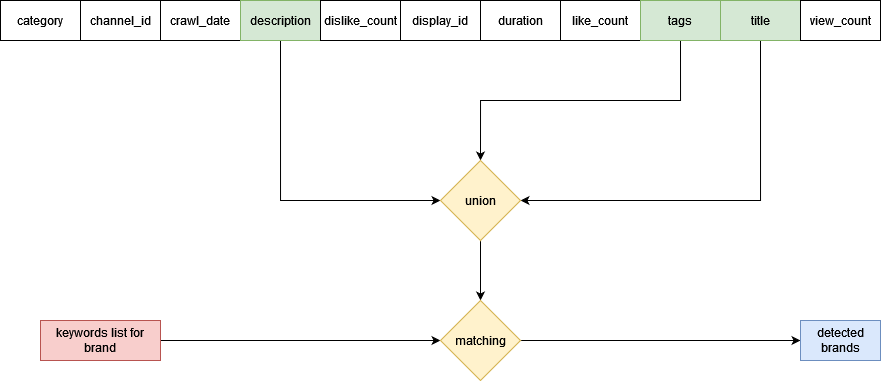 category channel_id crawl_date description dislike_count display_id duration like_count tags title view_count
union
keywords list for
brand
matching
detected
brands